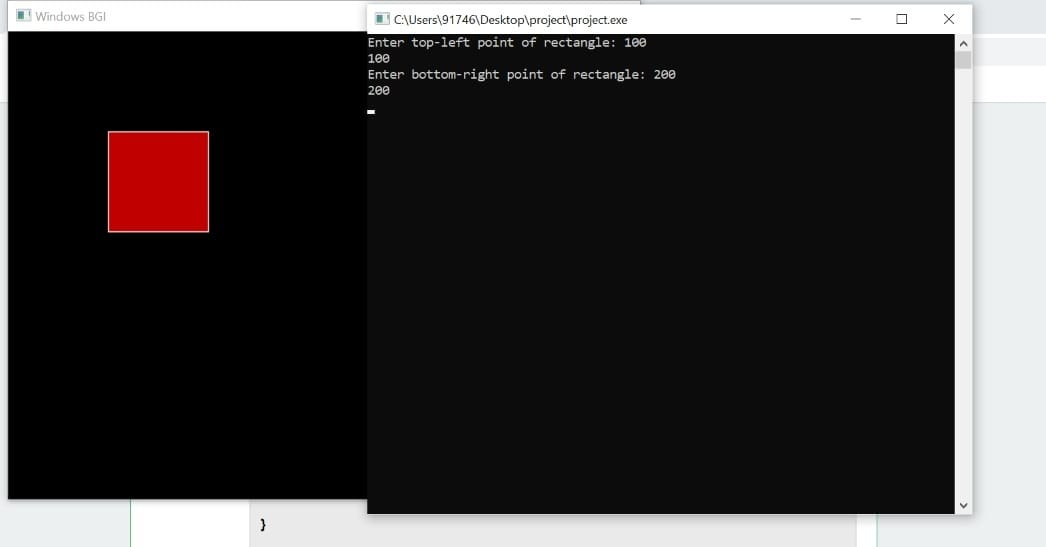 Windows BGI
C:\Users\91746\Desktop\project\project.exe
Enter top-left point of rectangle: 100
100
Enter bottom-right point of rectangle: 200
200
}